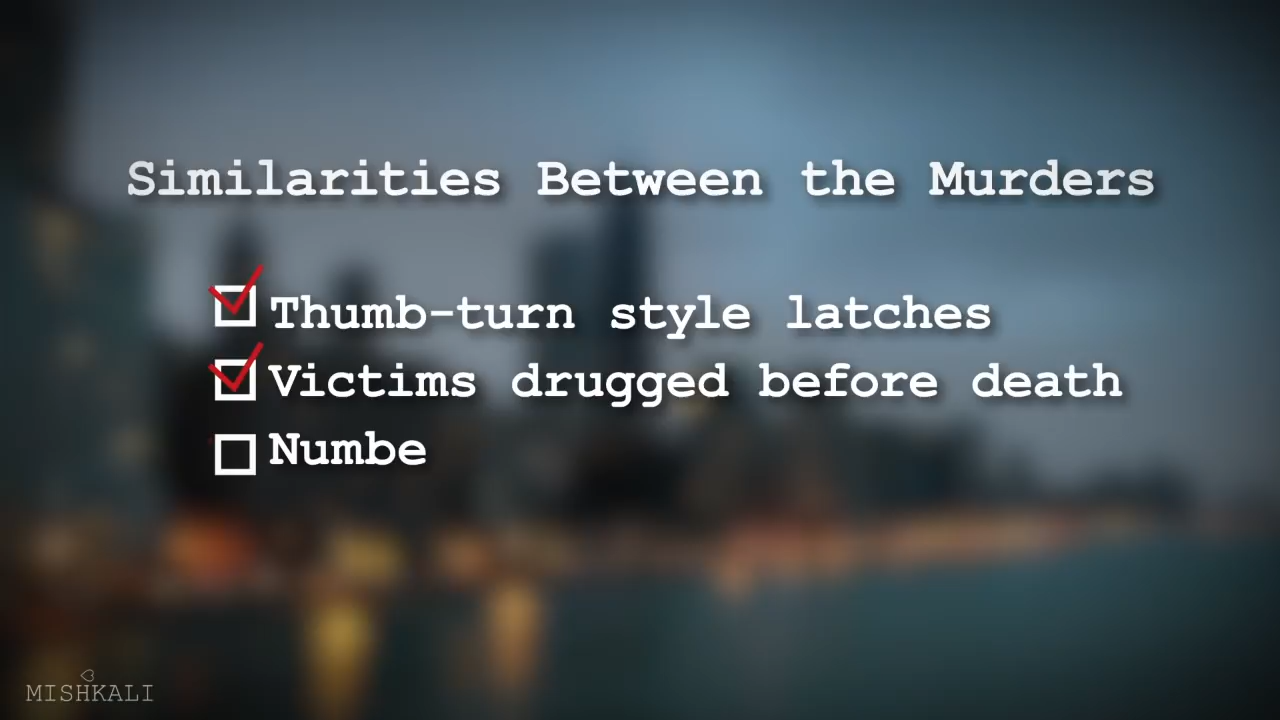 Similarities Between the Murders
Thumb-turn style latches
Victims drugged before death
Numbe
MISHKALI